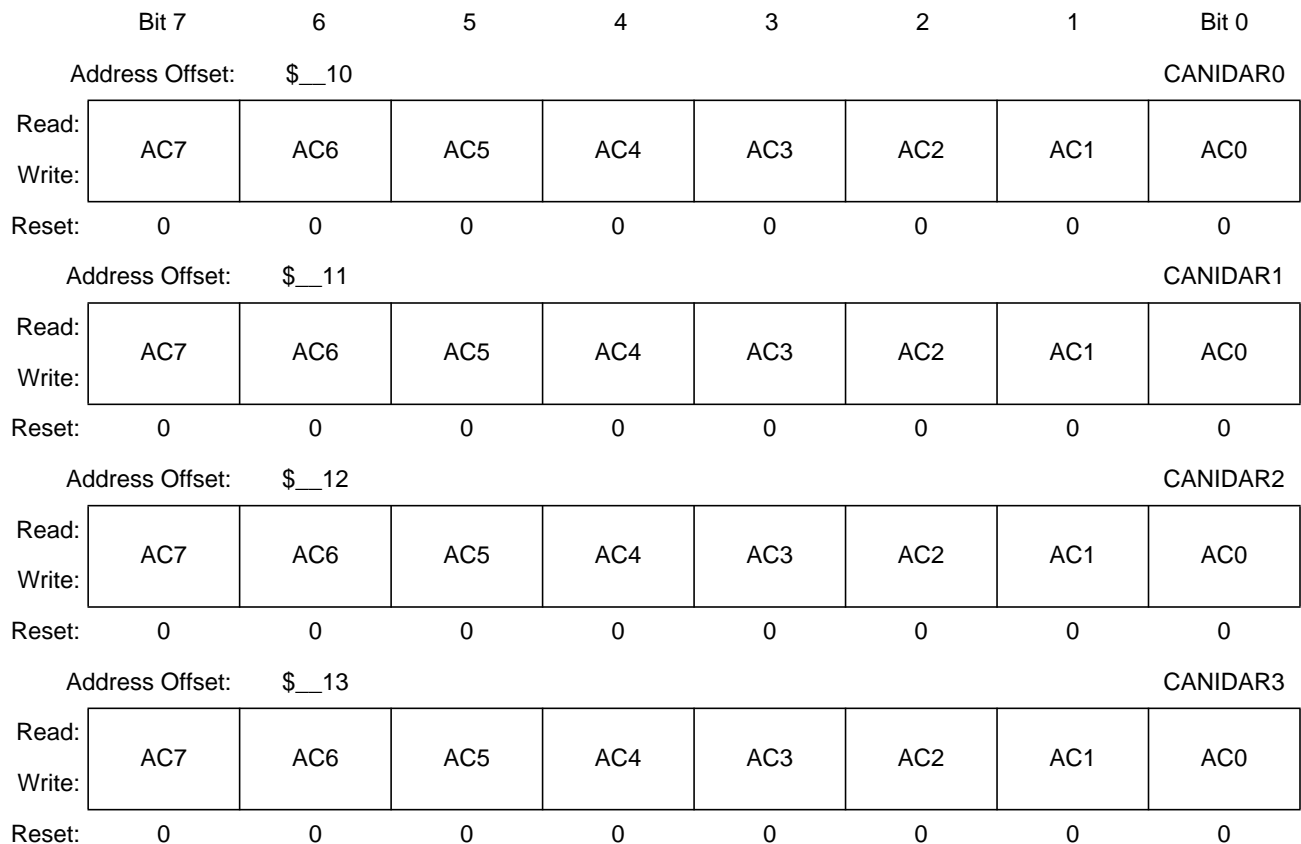 Bit 7 6 5 4 3 2 1 Bit 0
Address Offset: $__10 CANIDAR0
Read:
AC7 AC6 AC5 AC4 AC3 AC2 AC1 AC0
Write:
Reset: 0 0 0 0 0 0 0 0
Address Offset: $__11 CANIDAR1
Read:
AC7 AC6 AC5 AC4 AC3 AC2 AC1 AC0
Write:
Reset: 0 0 0 0 0 0 0 0
Address Offset: $__12 CANIDAR2
Read:
AC7 AC6 AC5 AC4 AC3 AC2 AC1 AC0
Write:
Reset: 0 0 0 0 0 0 0 0
Address Offset: $__13 CANIDAR3
Read:
AC7 AC6 AC5 AC4 AC3 AC2 AC1 AC0
Write:
Reset: 0 0 0 0 0 0 0 0